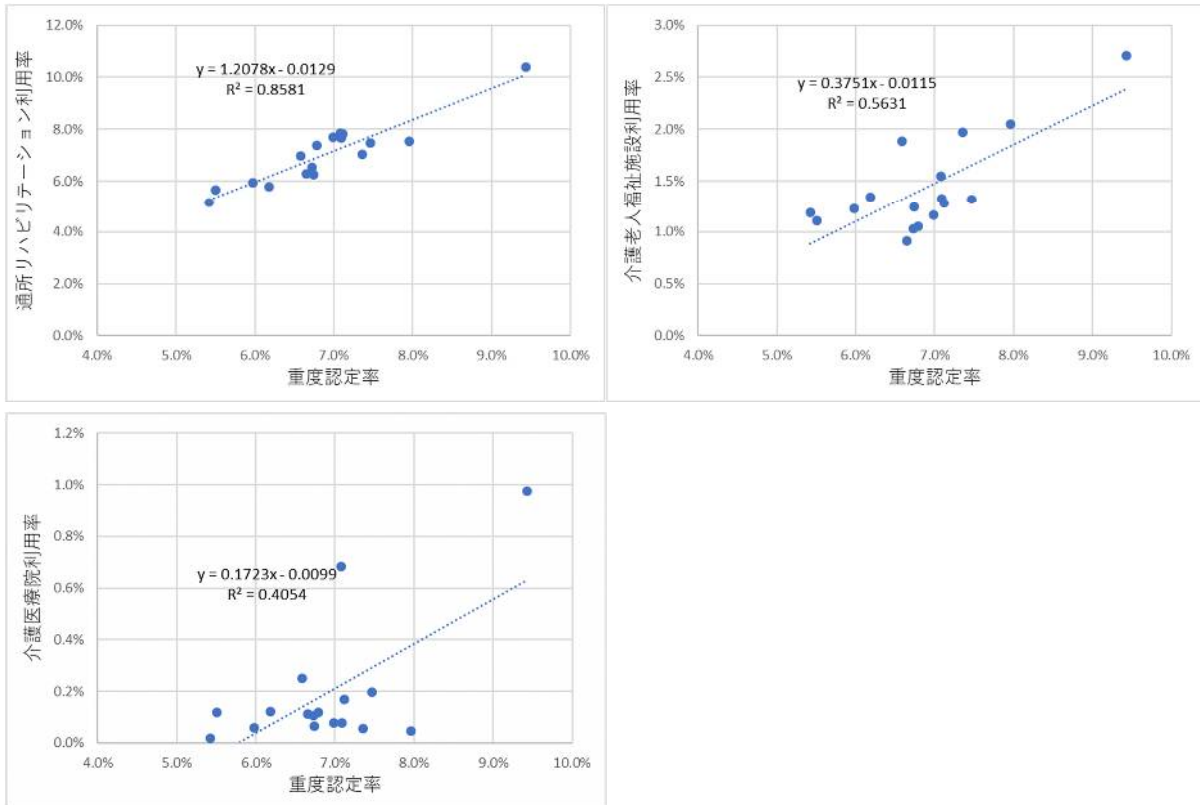 12.0%
10.0%
8.0%
6.0%
4.0%
2.0%
0.0%
通所リハビリテーション利用率
y = 1.2078x - 0.0129
R² = 0.8581
4.0% 5.0% 6.0% 7.0% 8.0% 9.0% 10.0%
重度認定率
3.0%
2.5%
2.0%
1.5%
1.0%
0.5%
0.0%
介護老人福祉施設利用率
y = 0.3751x - 0.0115
R² = 0.5631
4.0% 5.0% 6.0% 7.0% 8.0% 9.0% 10.0%
重度認定率
1.2%
1.0%
0.8%
0.6%
0.4%
0.2%
0.0%
介護医療院利用率
y = 0.1723x - 0.0099
R² = 0.4054
4.0% 5.0% 6.0% 7.0% 8.0% 9.0% 10.0%
重度認定率